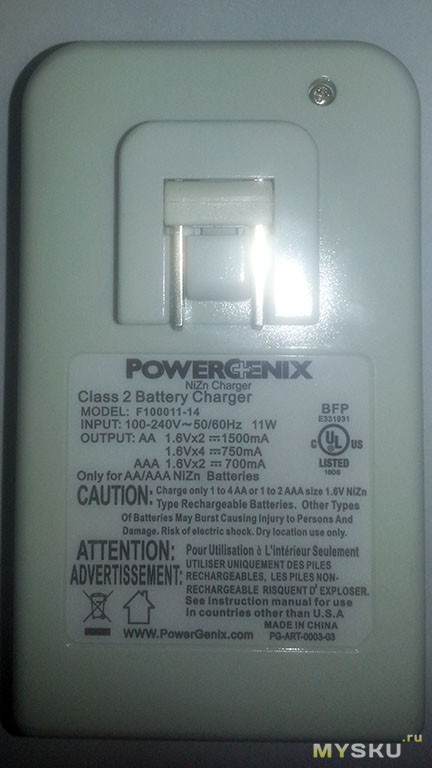 POWERGENIX
NiZn Charger
Class 2 Battery Charger
MODEL: F100011-14
INPUT: 100-240V~50/60Hz 11W
OUTPUT: AA 1.6Vx2 ⎓ 1500mA
1.6Vx4 ⎓ 750mA
AAA 1.6Vx2 ⎓ 700mA
Only for AA/AAA NiZn Batteries
BFP
E331931
C UL US
LISTED
18DS
CAUTION: Charge only 1 to 4 AA or 1 to 2 AAA size 1.6V NiZn
Type Rechargeable Batteries. Other Types
Of Batteries May Burst Causing Injury to Persons And
Damage. Risk of electric shock. Dry location use only.
ATTENTION: Pour Utilisation à L'intérieur Seulement
ADVERTISSEMENT: UTILISER UNIQUEMENT DES PILES
RECHARGEABLES, LES PILES NON-
RECHARGEABLE RISQUENT D'EXPLOSER.
See instruction manual for use
in countries other than U.S.A
MADE IN CHINA
www.PowerGenix.com PG-ART-0003-03
MYSKU.ru